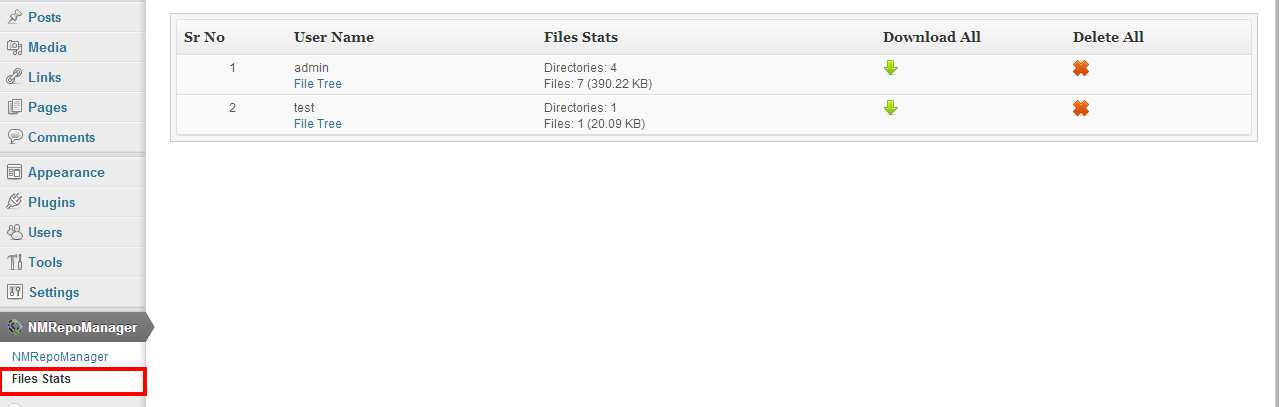 Posts
Media
Links
Pages
Comments
Appearance
Plugins
Users
Tools
Settings
NMRepoManager
NMRepoManager
Files Stats
Sr No User Name Files Stats Download All Delete All
1 admin Directories: 4
File Tree Files: 7 (390.22 KB)
2 test Directories: 1
File Tree Files: 1 (20.09 KB)